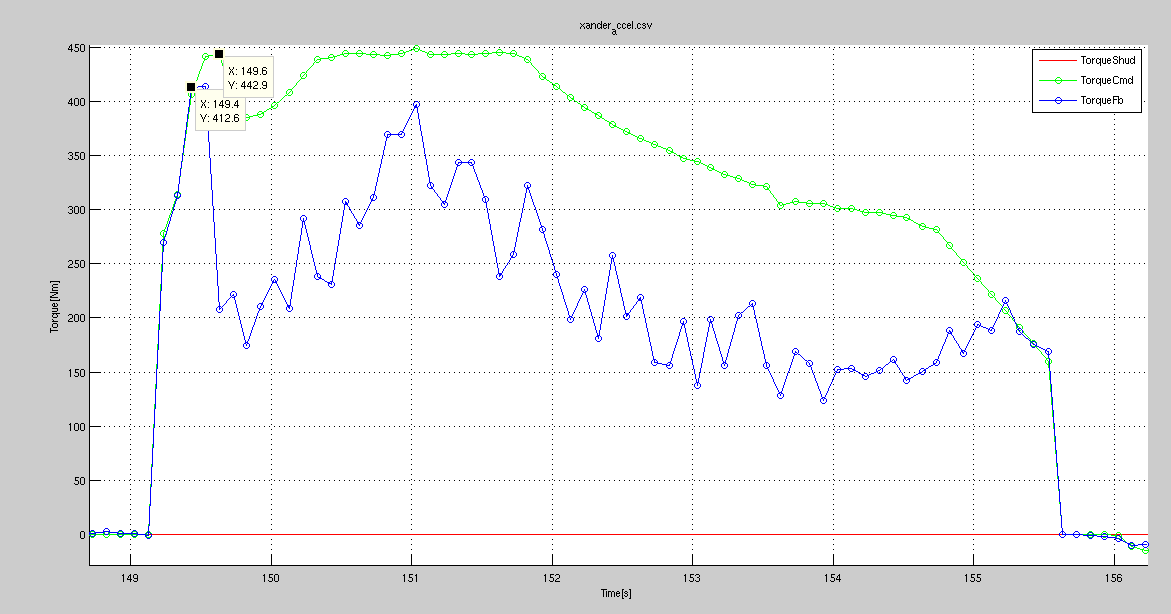 xander_accel.csv
X: 149.6
Y: 442.9
X: 149.4
Y: 412.6
TorqueShud
TorqueCmd
TorqueFb
450
400
350
300
250
200
150
100
50
0
Torque[Nm]
149 150 151 152 153 154 155 156
Time[s]